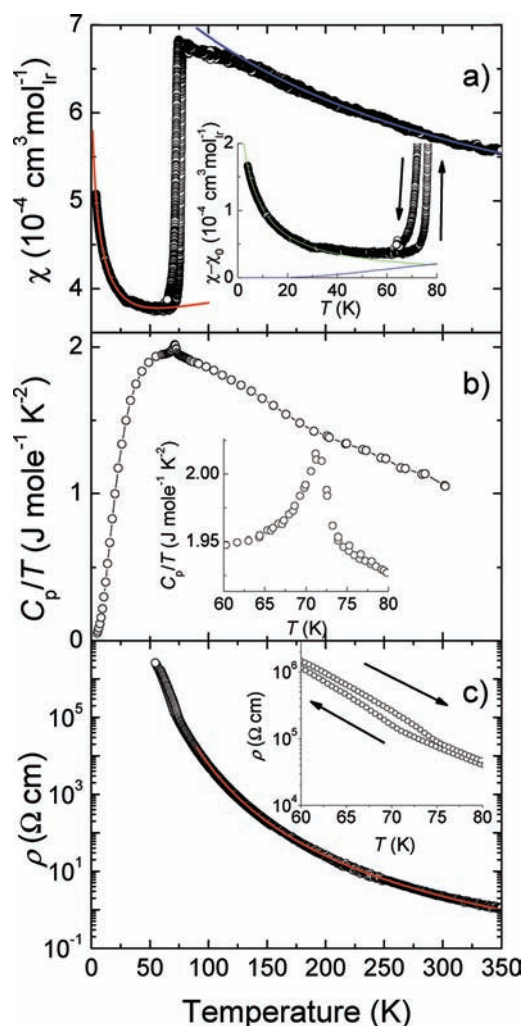 7
6
5
4
χ (10⁻⁴ cm³mol⁻¹Ir)
a)
2
1
0
χ−χ₀ (10⁻⁴ cm³mol⁻¹Ir)
0 20 40 60 80
T (K)
2
1
0
Cp/T (J mole⁻¹ K⁻²)
b)
2.00
1.95
Cp/T (J mole⁻¹ K⁻²)
60 65 70 75 80
T (K)
10⁵
10³
10¹
10⁻¹
ρ (Ω cm)
c)
10⁶
10⁵
10⁴
ρ (Ω cm)
60 65 70 75 80
T (K)
0 50 100 150 200 250 300 350
Temperature (K)